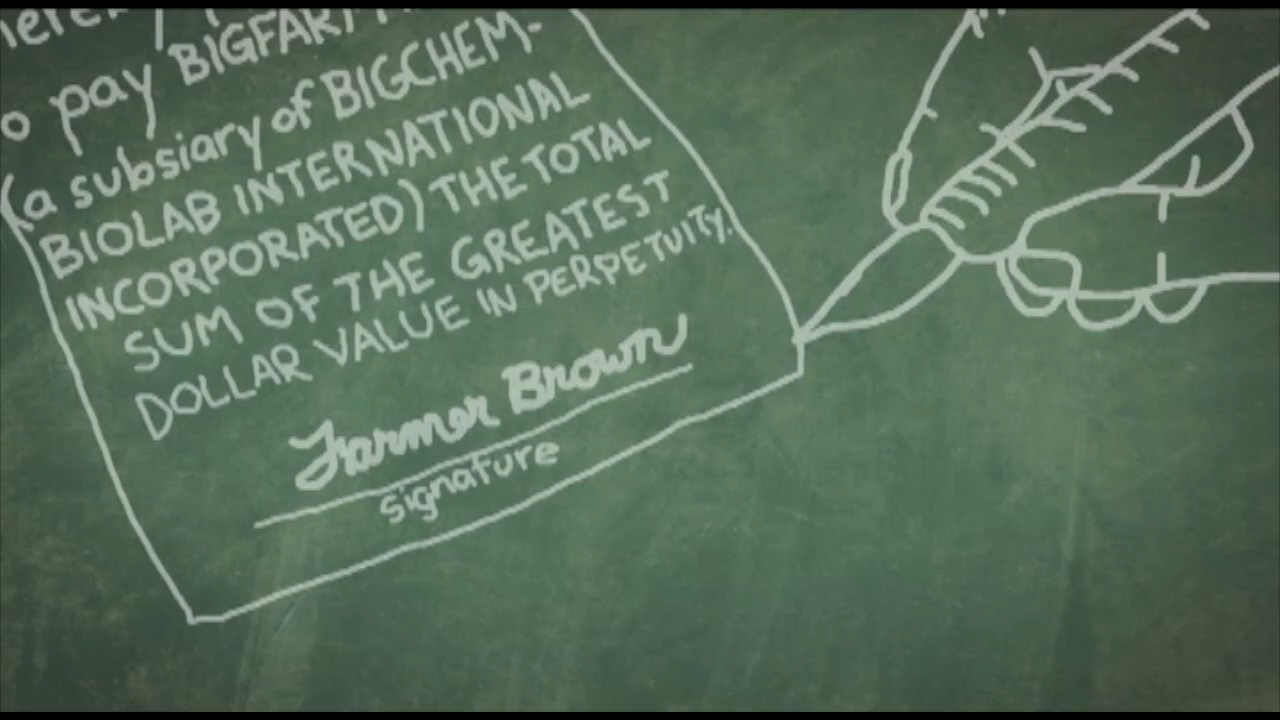 pay
(a subsiary of BIGCHEM-
BIOLAB INTERNATIONAL
INCORPORATED) THE TOTAL
SUM OF THE GREATEST
DOLLAR VALUE IN PERPETUITY.
Farmer Brown
signature